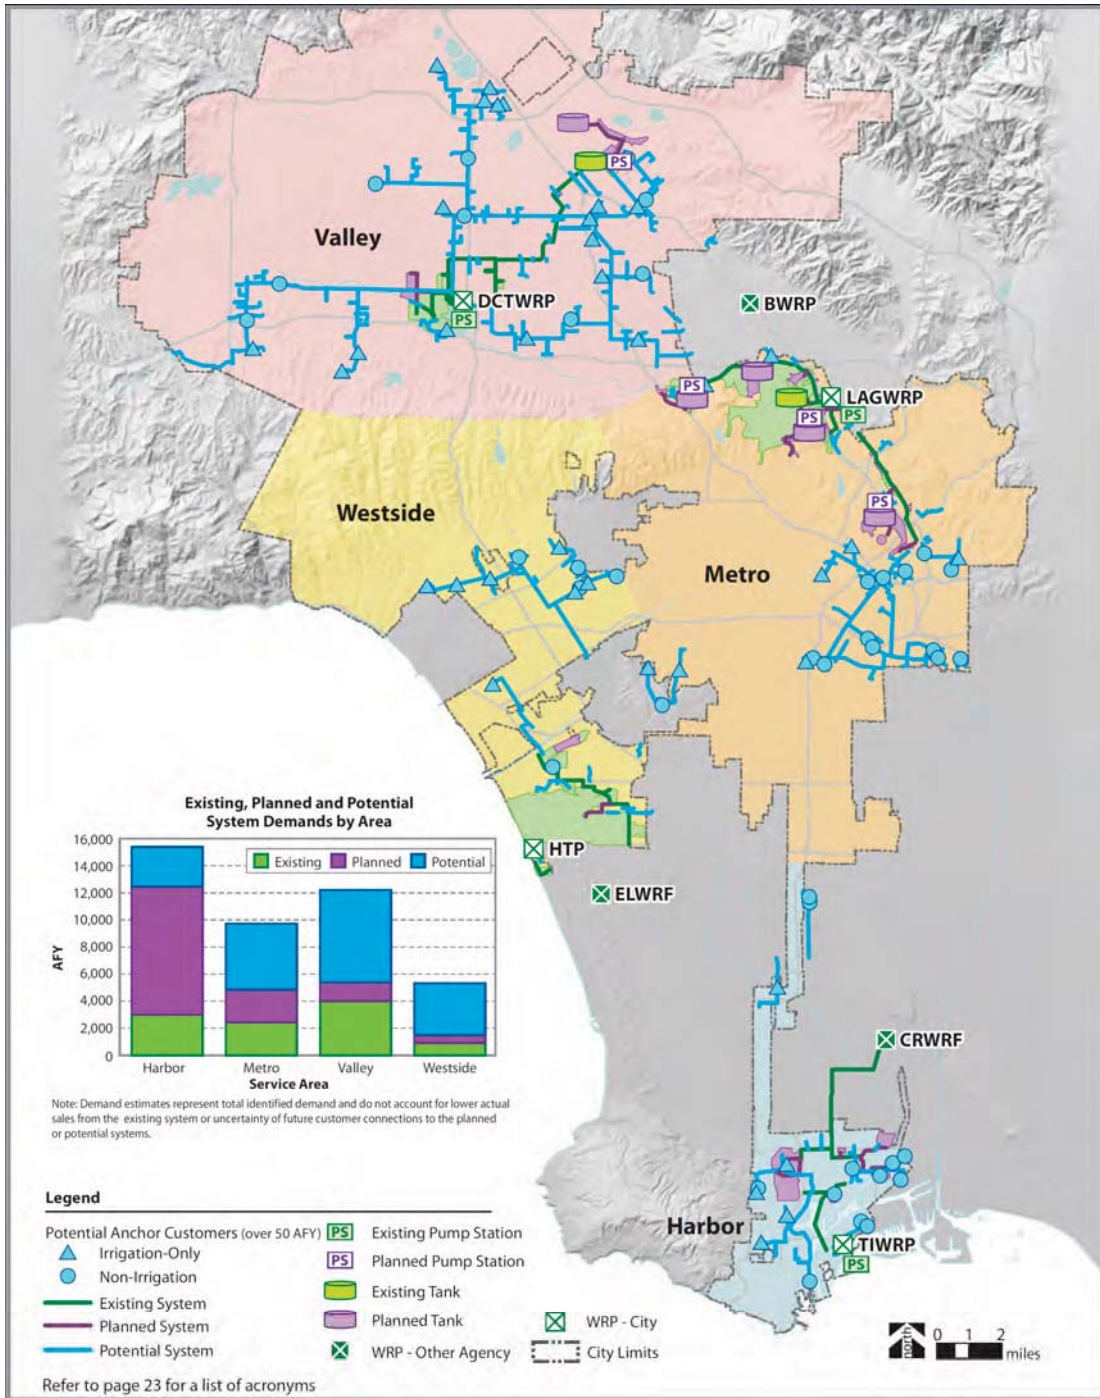 PS
Valley
DCTWRP
PS
BWRP
PS
LAGWRP
PS
PS
Westside
PS
Metro
Existing, Planned and Potential
System Demands by Area
16,000
14,000
12,000
10,000
8,000
6,000
4,000
2,000
0
AFY
Existing Planned Potential
Harbor Metro Valley Westside
Service Area
Note: Demand estimates represent total identified demand and do not account for lower actual
sales from the existing system or uncertainty of future customer connections to the planned
or potential systems.
HTP
ELWRF
CRWRF
Harbor
TIWRP
PS
Legend
Potential Anchor Customers (over 50 AFY)
Irrigation-Only
Non-Irrigation
Existing System
Planned System
Potential System
PS Existing Pump Station
PS Planned Pump Station
Existing Tank
Planned Tank
WRP - Other Agency
WRP - City
City Limits
north
0 1 2
miles
Refer to page 23 for a list of acronyms